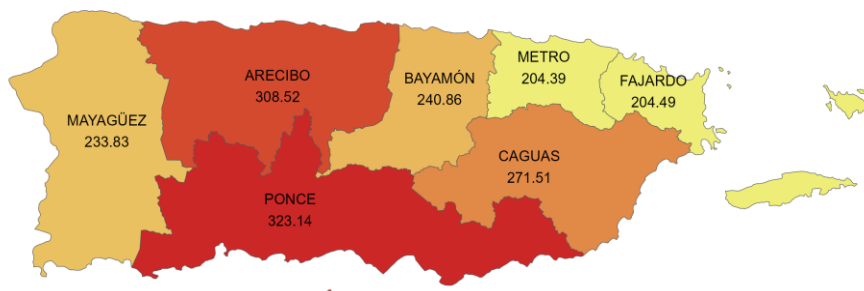 METRO
204.39
ARECIBO
308.52
BAYAMÓN
240.86
FAJARDO
204.49
MAYAGÜEZ
233.83
CAGUAS
271.51
PONCE
323.14